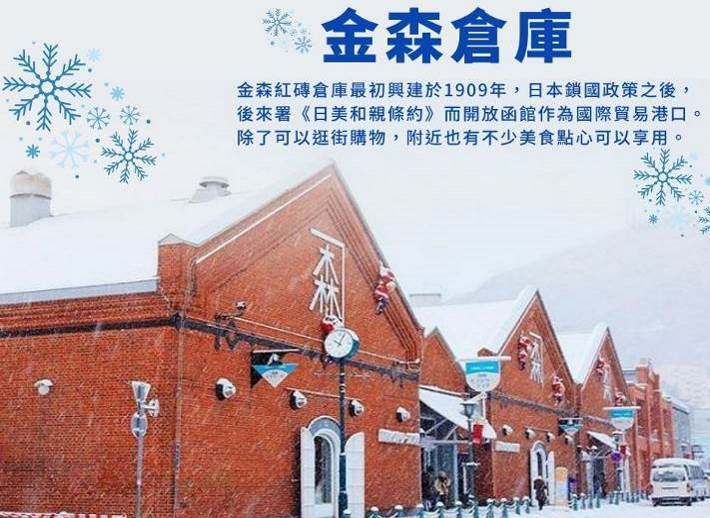 金森倉庫
金森紅磚倉庫最初興建於1909年，日本鎖國政策之後，
後來署《日美和親條約》而開放函館作為國際貿易港口。
除了可以逛街購物，附近也有不少美食點心可以享用。
森
森
森